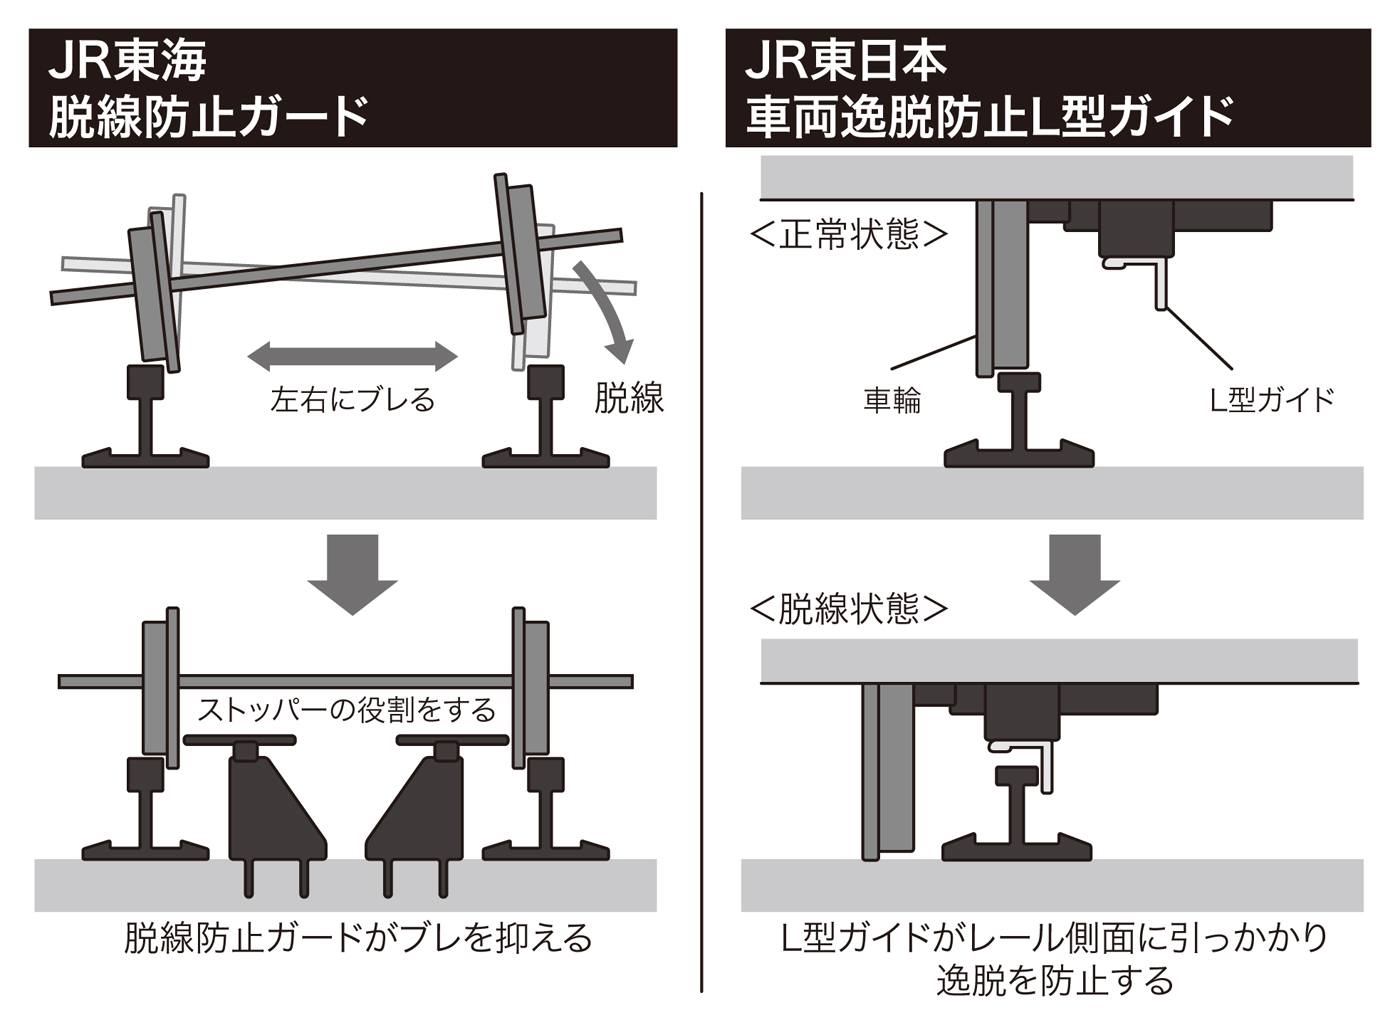 JR東海
脱線防止ガード
左右にブレる
脱線
ストッパーの役割をする
脱線防止ガードがブレを抑える
JR東日本
車両逸脱防止L型ガイド
＜正常状態＞
車輪
L型ガイド
＜脱線状態＞
L型ガイドがレール側面に引っかかり
逸脱を防止する